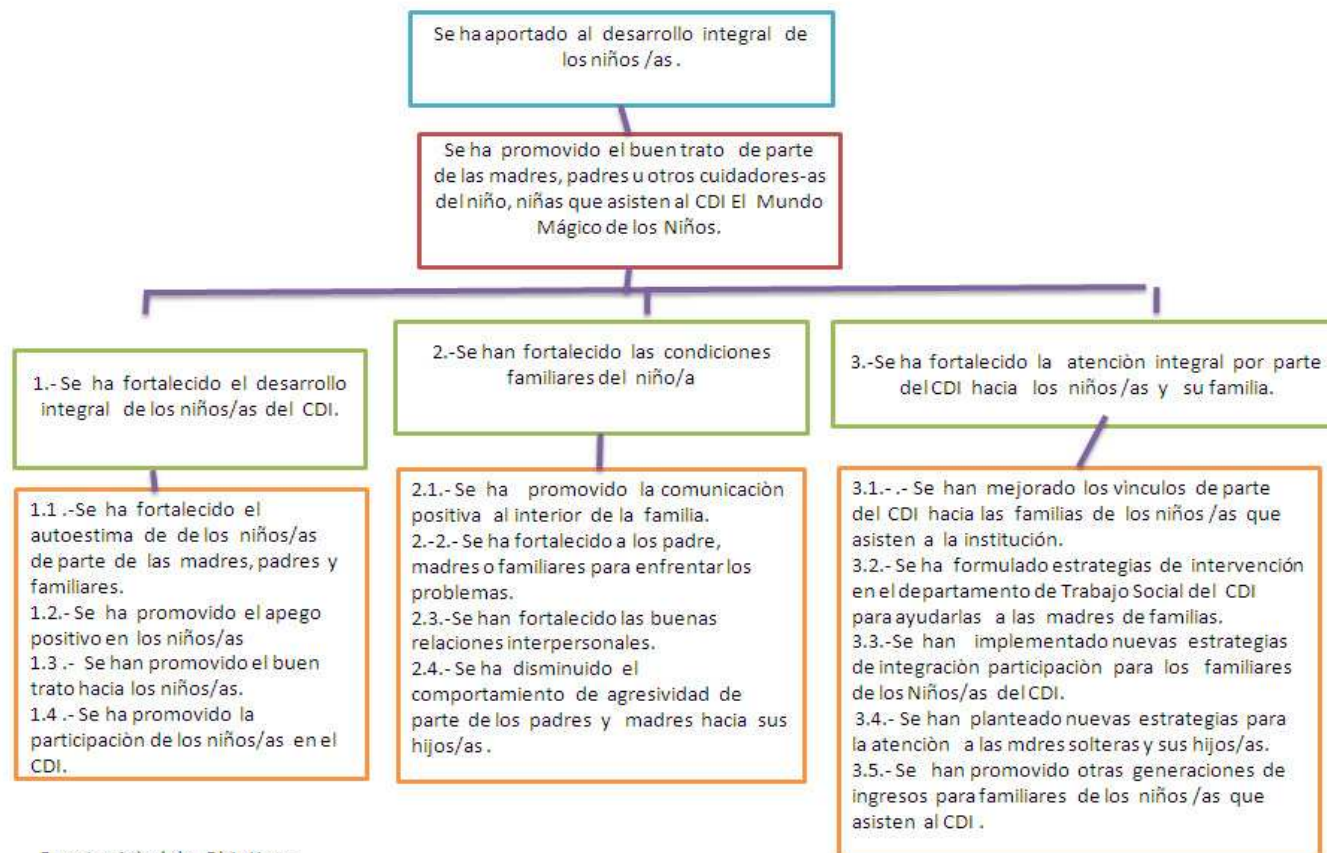 Se ha aportado al desarrollo integral de
los niños /as .
Se ha promovido el buen trato de parte
de las madres, padres u otros cuidadores-as
del niño, niñas que asisten al CDI El Mundo
Mágico de los Niños.
1.- Se ha fortalecido el desarrollo
integral de los niños/as del CDI.
2.-Se han fortalecido las condiciones
familiares del niño/a
3.-Se ha fortalecido la atenciòn integral por parte
del CDI hacia los niños /as y su familia.
1.1 .-Se ha fortalecido el
autoestima de de los niños/as
de parte de las madres, padres y
familiares.
1.2.- Se ha promovido el apego
positivo en los niños/as
1.3 .- Se han promovido el buen
trato hacia los niños/as.
1.4 .- Se ha promovido la
participaciòn de los niños/as en el
CDI.
2.1.- Se ha promovido la comunicaciòn
positiva al interior de la familia.
2.-2.- Se ha fortalecido a los padre,
madres o familiares para enfrentar los
problemas.
2.3.-Se han fortalecido las buenas
relaciones interpersonales.
2.4.- Se ha disminuido el
comportamiento de agresividad de
parte de los padres y madres hacia sus
hijos/as .
3.1.- .- Se han mejorado los vìnculos de parte
del CDI hacia las familias de los niños /as que
asisten a la institución.
3.2.- Se ha formulado estrategias de intervención
en el departamento de Trabajo Social del CDI
para ayudarlas a las madres de familias.
3.3.-Se han implementado nuevas estrategias
de integraciòn participaciòn para los familiares
de los Niños/as del CDI.
3.4.- Se han planteado nuevas estrategias para
la atenciòn a las mdres solteras y sus hijos/as.
3.5.- Se han promovido otras generaciones de
ingresos para familiares de los niños /as que
asisten al CDI .